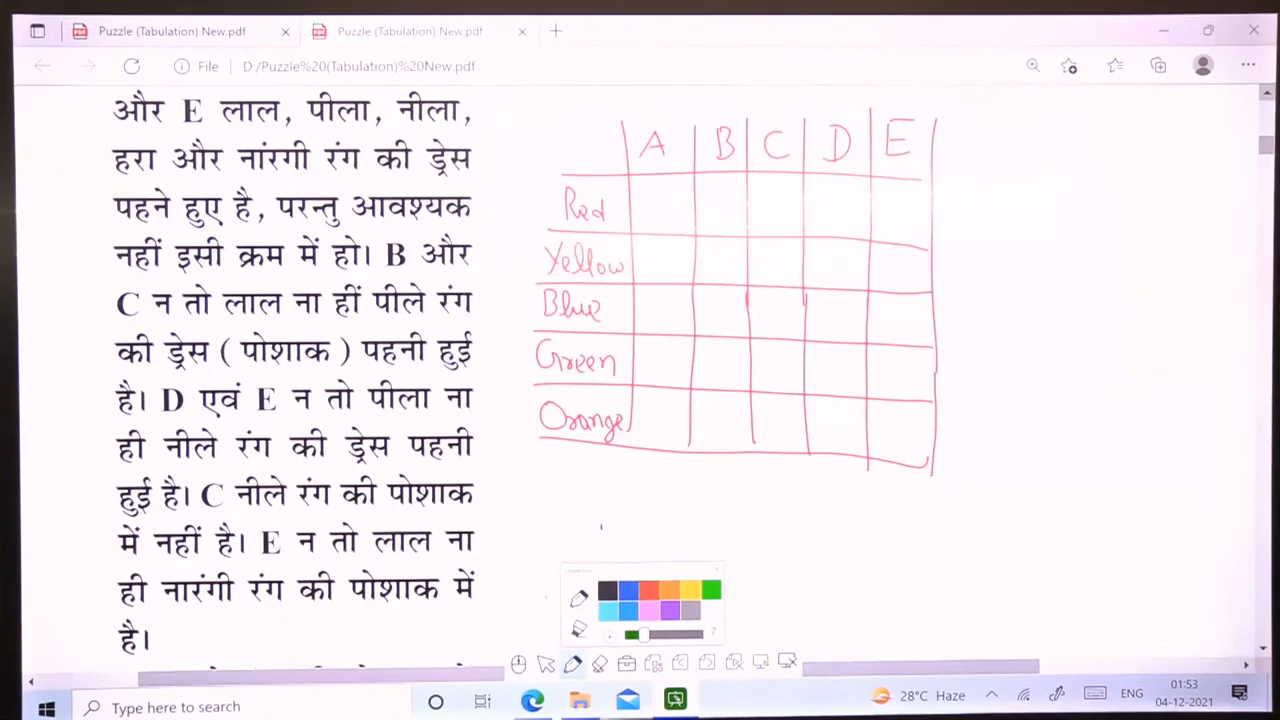 Puzzle (Tabulation) New.pdf
Puzzle (Tabulation) New.pdf
File D:/Puzzle%20(Tabulation)%20New.pdf
और E लाल, पीला, नीला,
हरा और नांरगी रंग की ड्रेस
पहने हुए है, परन्तु आवश्यक
नहीं इसी क्रम में हो। B और
C न तो लाल ना हीं पीले रंग
की ड्रेस ( पोशाक ) पहनी हुई
है। D एवं E न तो पीला ना
ही नीले रंग की ड्रेस पहनी
हुई है। C नीले रंग की पोशाक
में नहीं है। E न तो लाल ना
ही नारंगी रंग की पोशाक में
है।
A B C D E
Red
Yellow
Blue
Green
Orange
7
Type here to search
28°C Haze
ENG
01:53
04-12-2021